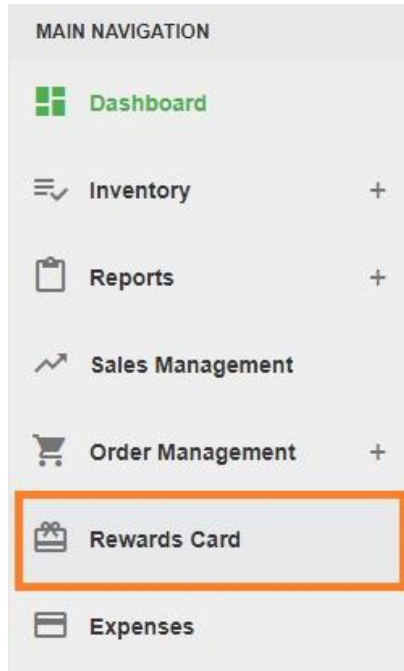 MAIN NAVIGATION
Dashboard
Inventory +
Reports +
Sales Management
Order Management +
Rewards Card
Expenses